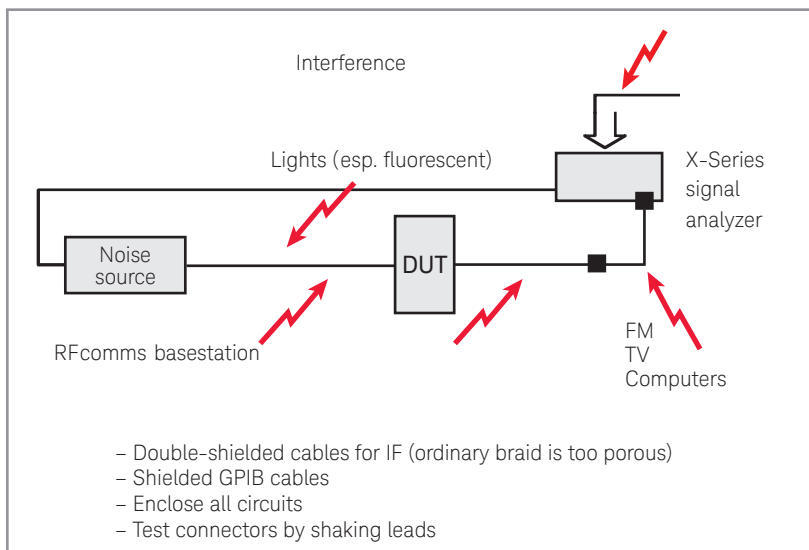 Interference
Lights (esp. fluorescent)
X-Series
signal
analyzer
Noise
source
DUT
RFcomms basestation
FM
TV
Computers
– Double-shielded cables for IF (ordinary braid is too porous)
– Shielded GPIB cables
– Enclose all circuits
– Test connectors by shaking leads